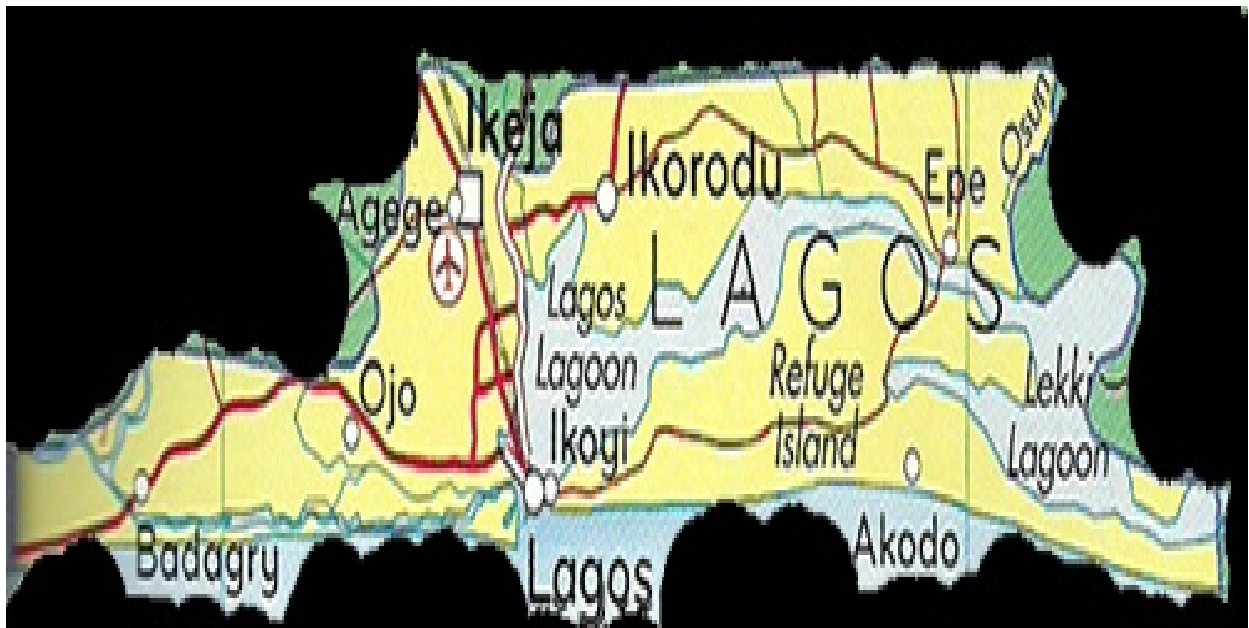 Ikeja
Ikorodu
Osun
Epe
Agege
LAGOS
Lagos
Lagoon
Refuge
Island
Lekki
Lagoon
Ojo
Ikoyi
Badagry
Lagos
Akodo